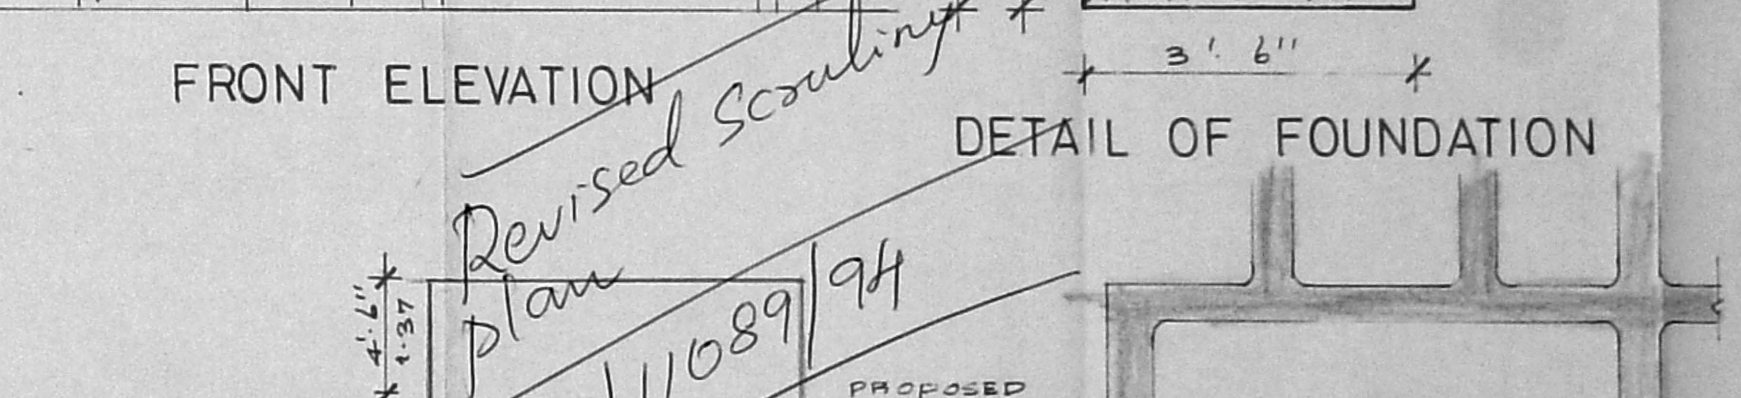 FRONT ELEVATION
3'. 6"
DETAIL OF FOUNDATION
Revised Scrutiny
plan
11089/94
4'. 6"
1.37
PROPOSED